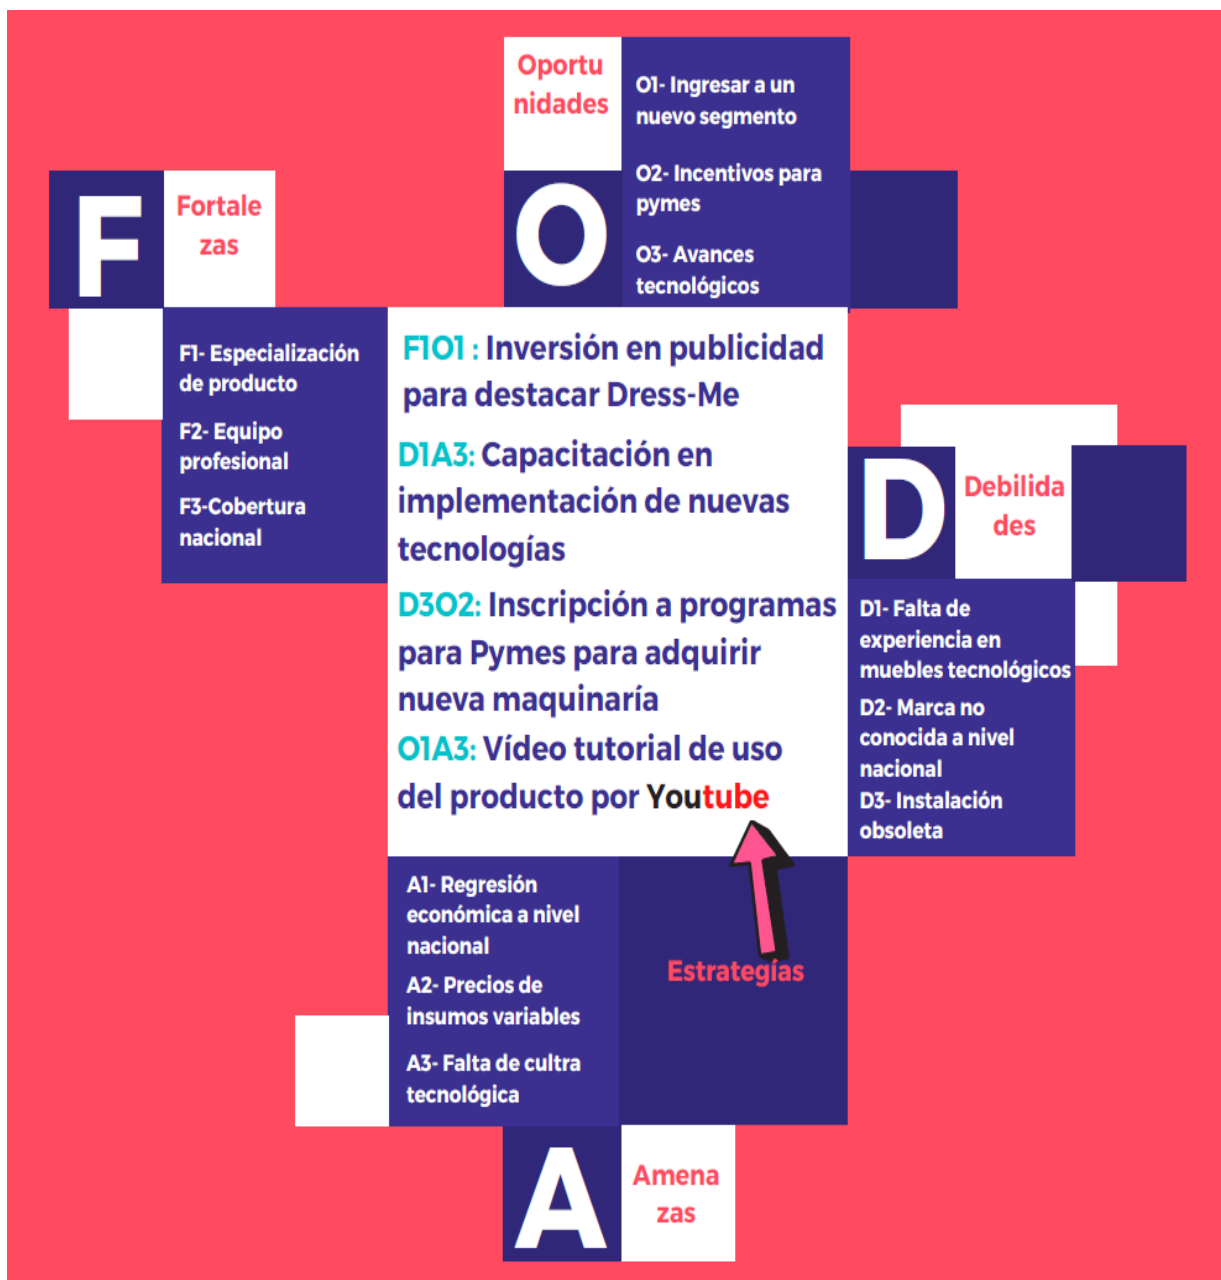 Oportu
nidades
O
O1- Ingresar a un
nuevo segmento
O2- Incentivos para
pymes
O3- Avances
tecnológicos
F
Fortale
zas
F1- Especialización
de producto
F2- Equipo
profesional
F3-Cobertura
nacional
F1O1 : Inversión en publicidad
para destacar Dress-Me
D1A3: Capacitación en
implementación de nuevas
tecnologías
D3O2: Inscripción a programas
para Pymes para adquirir
nueva maquinaría
O1A3: Vídeo tutorial de uso
del producto por Youtube
D
Debilida
des
D1- Falta de
experiencia en
muebles tecnológicos
D2- Marca no
conocida a nivel
nacional
D3- Instalación
obsoleta
A1- Regresión
económica a nivel
nacional
A2- Precios de
insumos variables
A3- Falta de cultra
tecnológica
Estrategías
A
Amena
zas